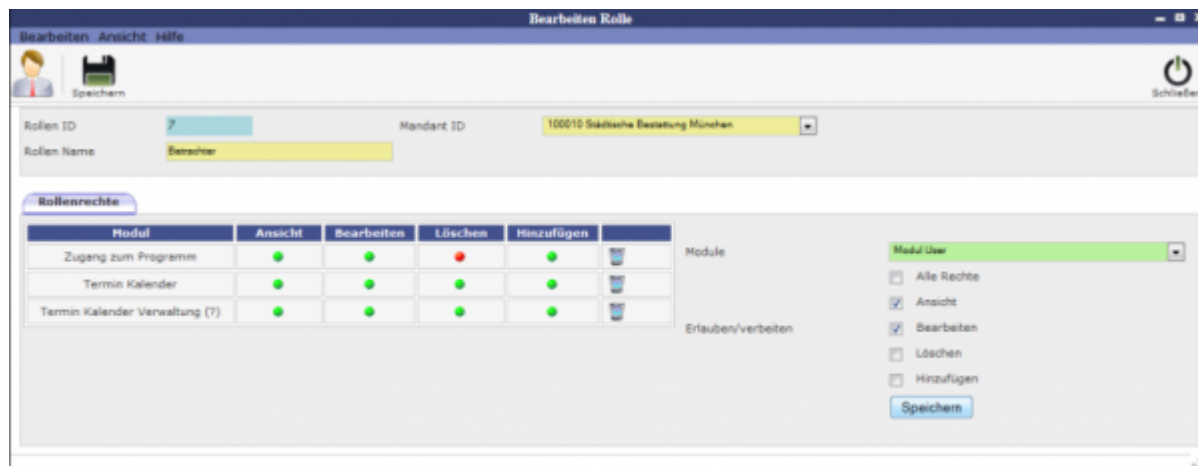 Bearbeiten Rolle
Bearbeiten Ansicht Hilfe
Speichern
Schließen
Rollen ID 7 Mandant ID 100010 Städtische Bestattung München
Rollen Name Betrachter
Rollenrechte
Modul Ansicht Bearbeiten Löschen Hinzufügen
Zugang zum Programm
Termin Kalender
Termin Kalender Verwaltung (?)
Module Modul User
Alle Rechte
Ansicht
Erlauben/verbeiten
Bearbeiten
Löschen
Hinzufügen
Speichern